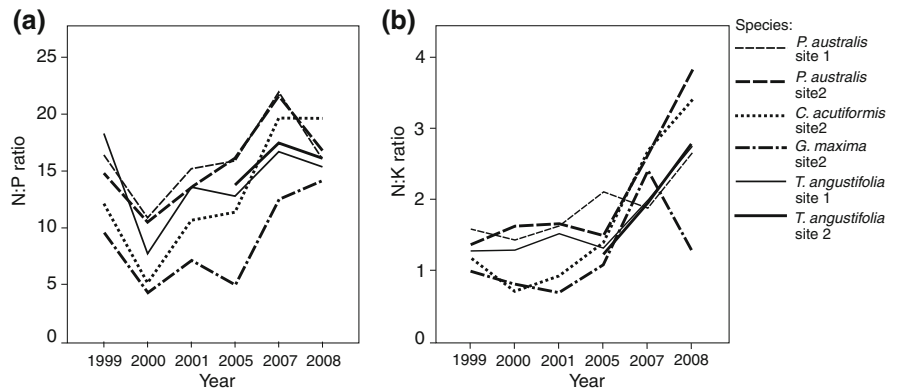 (a)
N:P ratio
25
20
15
10
5
0
1999 2000 2001 2005 2007 2008
Year
(b)
N:K ratio
4
3
2
1
0
1999 2000 2001 2005 2007 2008
Year
Species:
P. australis
site 1
P. australis
site2
C. acutiformis
site2
G. maxima
site2
T. angustifolia
site 1
T. angustifolia
site 2